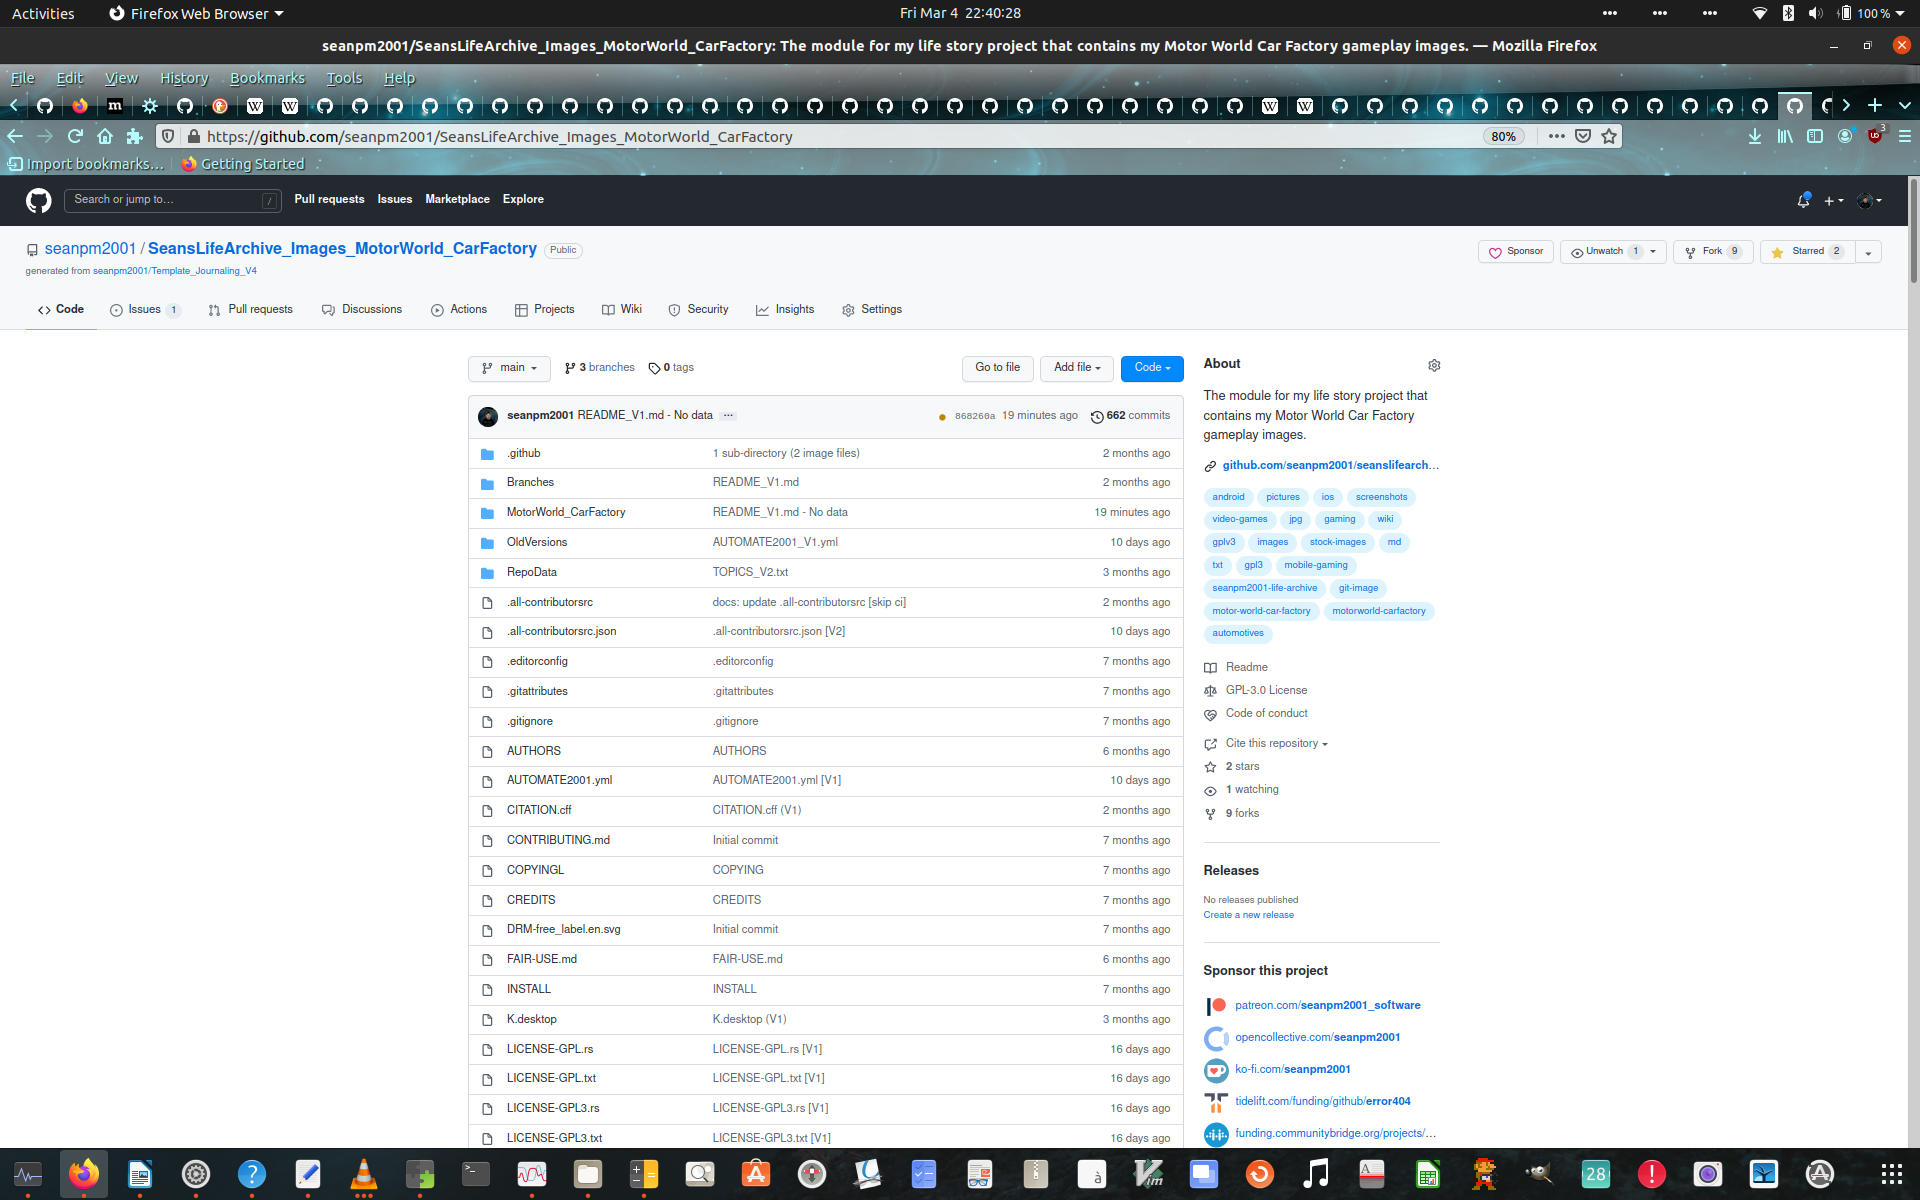 Activities Firefox Web Browser Fri Mar 4 22:40:28 100 %
seanpm2001/SeansLifeArchive_Images_MotorWorld_CarFactory: The module for my life story project that contains my Motor World Car Factory gameplay images. — Mozilla Firefox
File Edit View History Bookmarks Tools Help
https://github.com/seanpm2001/SeansLifeArchive_Images_MotorWorld_CarFactory 80% 3
Import bookmarks... Getting Started
Search or jump to... / Pull requests Issues Marketplace Explore
seanpm2001 / SeansLifeArchive_Images_MotorWorld_CarFactory Public Sponsor Unwatch 1 Fork 9 Starred 2
generated from seanpm2001/Template_Journaling_V4
Code Issues 1 Pull requests Discussions Actions Projects Wiki Security Insights Settings
main 3 branches 0 tags Go to file Add file Code
seanpm2001 README_V1.md - No data ... 868260a 19 minutes ago 662 commits
.github 1 sub-directory (2 image files) 2 months ago
Branches README_V1.md 2 months ago
MotorWorld_CarFactory README_V1.md - No data 19 minutes ago
OldVersions AUTOMATE2001_V1.yml 10 days ago
RepoData TOPICS_V2.txt 3 months ago
.all-contributorsrc docs: update .all-contributorsrc [skip ci] 2 months ago
.all-contributorsrc.json .all-contributorsrc.json [V2] 10 days ago
.editorconfig .editorconfig 7 months ago
.gitattributes .gitattributes 7 months ago
.gitignore .gitignore 7 months ago
AUTHORS AUTHORS 6 months ago
AUTOMATE2001.yml AUTOMATE2001.yml [V1] 10 days ago
CITATION.cff CITATION.cff (V1) 2 months ago
CONTRIBUTING.md Initial commit 7 months ago
COPYINGL COPYING 7 months ago
CREDITS CREDITS 7 months ago
DRM-free_label.en.svg Initial commit 7 months ago
FAIR-USE.md FAIR-USE.md 6 months ago
INSTALL INSTALL 7 months ago
K.desktop K.desktop (V1) 3 months ago
LICENSE-GPL.rs LICENSE-GPL.rs [V1] 16 days ago
LICENSE-GPL.txt LICENSE-GPL.txt [V1] 16 days ago
LICENSE-GPL3.rs LICENSE-GPL3.rs [V1] 16 days ago
LICENSE-GPL3.txt LICENSE-GPL3.txt [V1] 16 days ago
About
The module for my life story project that
contains my Motor World Car Factory
gameplay images.
github.com/seanpm2001/seanslifearch...
android pictures ios screenshots
video-games jpg gaming wiki
gplv3 images stock-images md
txt gpl3 mobile-gaming
seanpm2001-life-archive git-image
motor-world-car-factory motorworld-carfactory
automotives
Readme
GPL-3.0 License
Code of conduct
Cite this repository
2 stars
1 watching
9 forks
Releases
No releases published
Create a new release
Sponsor this project
patreon.com/seanpm2001_software
opencollective.com/seanpm2001
ko-fi.com/seanpm2001
tidelift.com/funding/github/error404
funding.communitybridge.org/projects/...
28